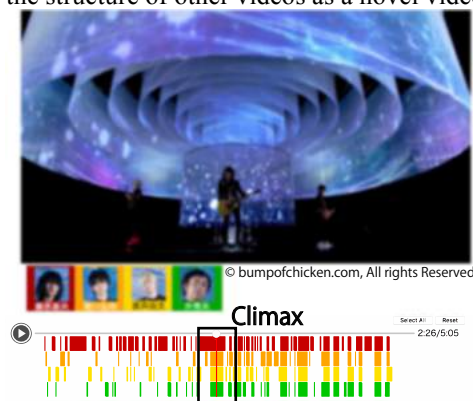 the structure of other videos as a novel vide
© bumpofchicken.com, All rights Reserved
Climax
Select All Reset
2:26/5:05